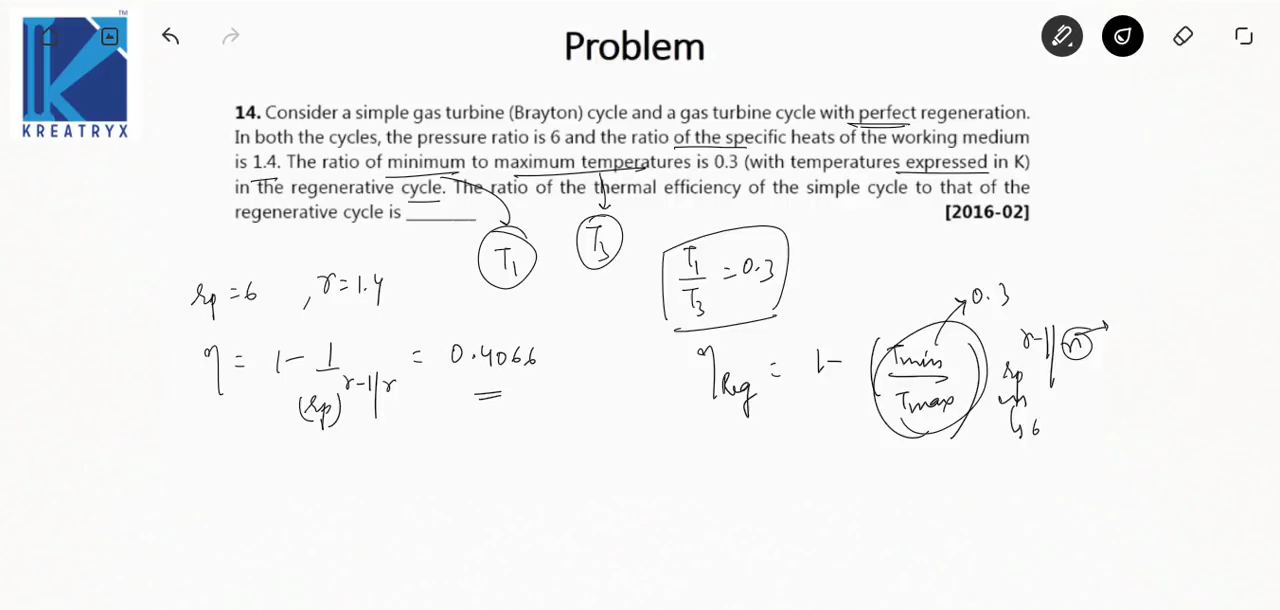 TM
KREATRYX
Problem
14. Consider a simple gas turbine (Brayton) cycle and a gas turbine cycle with perfect regeneration.
In both the cycles, the pressure ratio is 6 and the ratio of the specific heats of the working medium
is 1.4. The ratio of minimum to maximum temperatures is 0.3 (with temperatures expressed in K)
in the regenerative cycle. The ratio of the thermal efficiency of the simple cycle to that of the
regenerative cycle is ________ [2016-02]
T1 T3
T1/T3 = 0.3
rp = 6 , r = 1.4
0.3
η = 1 - 1/(rp)^r-1/r = 0.4066
ηReg = 1 - (Tmin/Tmax) rp^r-1/r
↳ 6